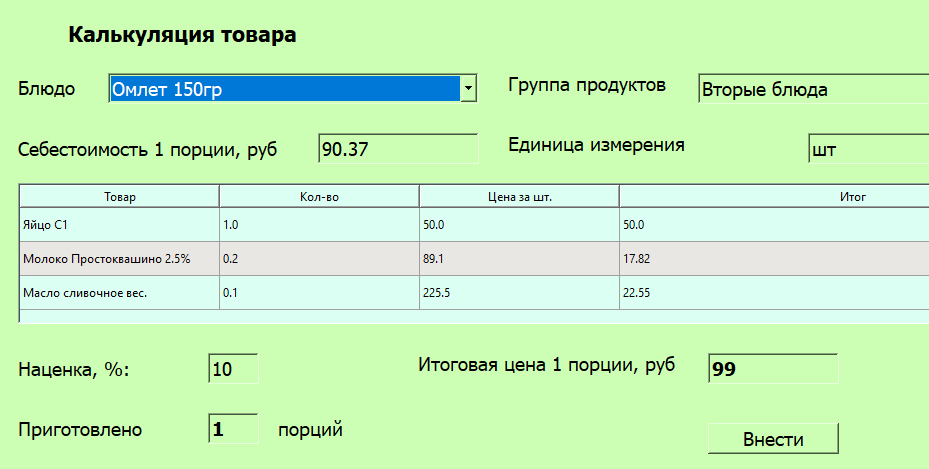 Калькуляция товара
Блюдо Омлет 150гр Группа продуктов Вторые блюда
Себестоимость 1 порции, руб 90.37 Единица измерения шт
Товар Кол-во Цена за шт. Итог
Яйцо С1 1.0 50.0 50.0
Молоко Простоквашино 2.5% 0.2 89.1 17.82
Масло сливочное вес. 0.1 225.5 22.55
Наценка, %: 10 Итоговая цена 1 порции, руб 99
Приготовлено 1 порций Внести